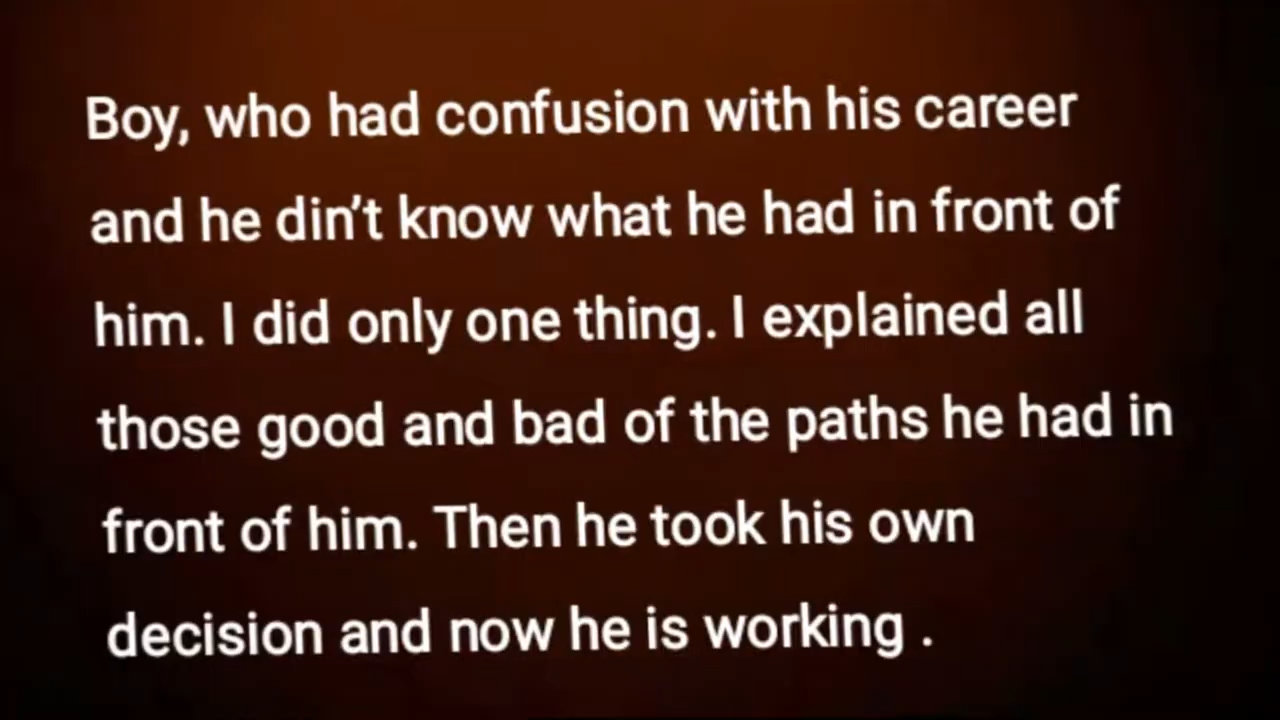 Boy, who had confusion with his career
and he din't know what he had in front of
him. I did only one thing. I explained all
those good and bad of the paths he had in
front of him. Then he took his own
decision and now he is working .